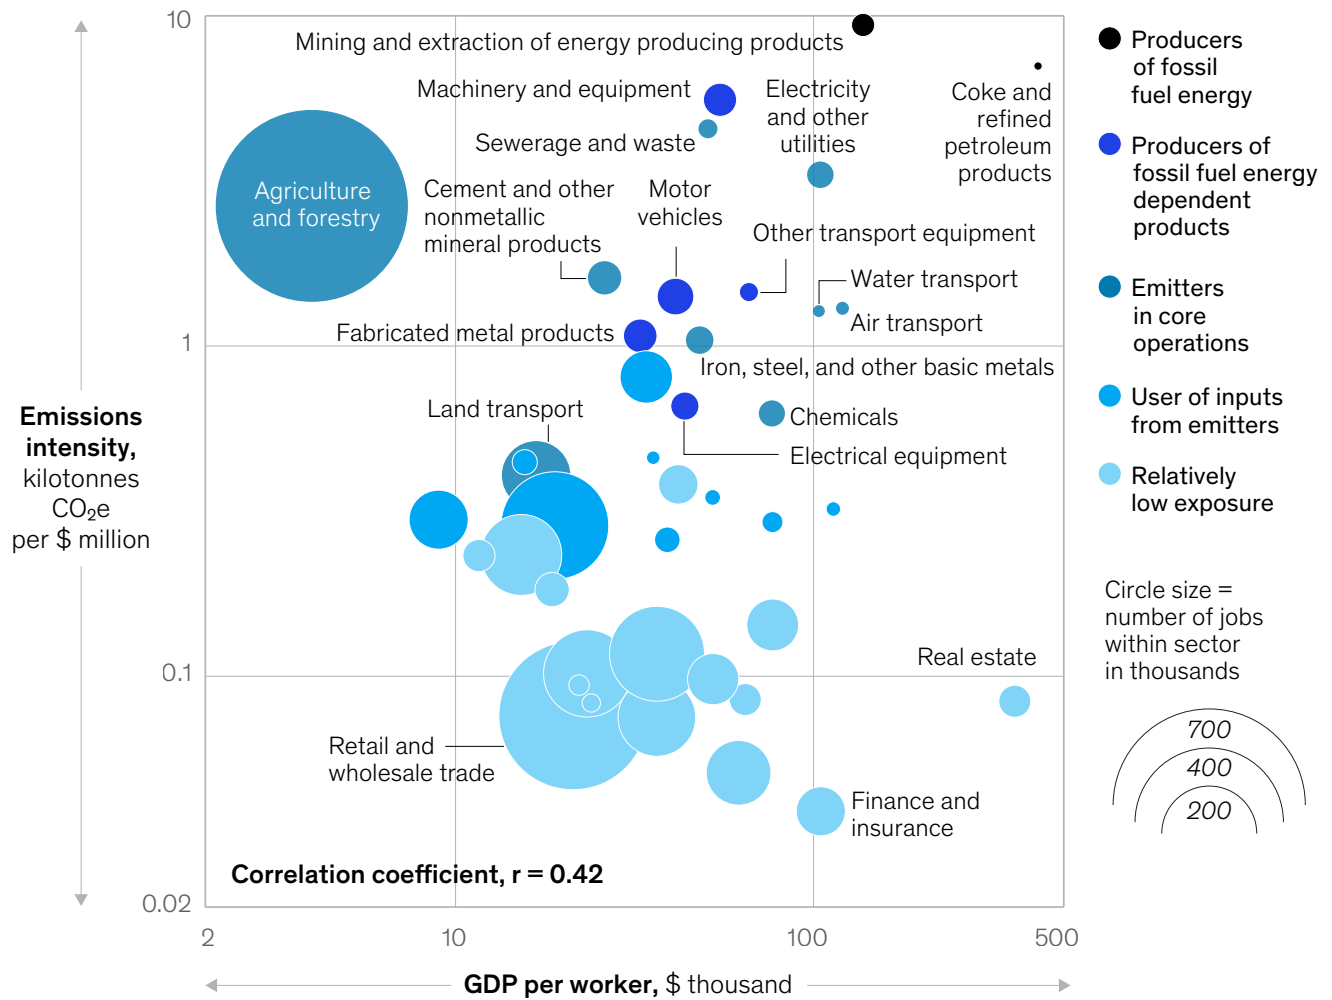 10
Mining and extraction of energy producing products
Machinery and equipment
Electricity
and other
utilities
Coke and
refined
petroleum
products
Sewerage and waste
Agriculture
and forestry
Cement and other
nonmetallic
mineral products
Motor
vehicles
Other transport equipment
Water transport
Air transport
Fabricated metal products
1
Iron, steel, and other basic metals
Land transport
Chemicals
Electrical equipment
Emissions
intensity,
kilotonnes
CO₂e
per $ million
0.1
Real estate
Retail and
wholesale trade
Finance and
insurance
Correlation coefficient, r = 0.42
0.02
2
10
100
500
GDP per worker, $ thousand
Producers
of fossil
fuel energy
Producers of
fossil fuel energy
dependent
products
Emitters
in core
operations
User of inputs
from emitters
Relatively
low exposure
Circle size =
number of jobs
within sector
in thousands
700
400
200